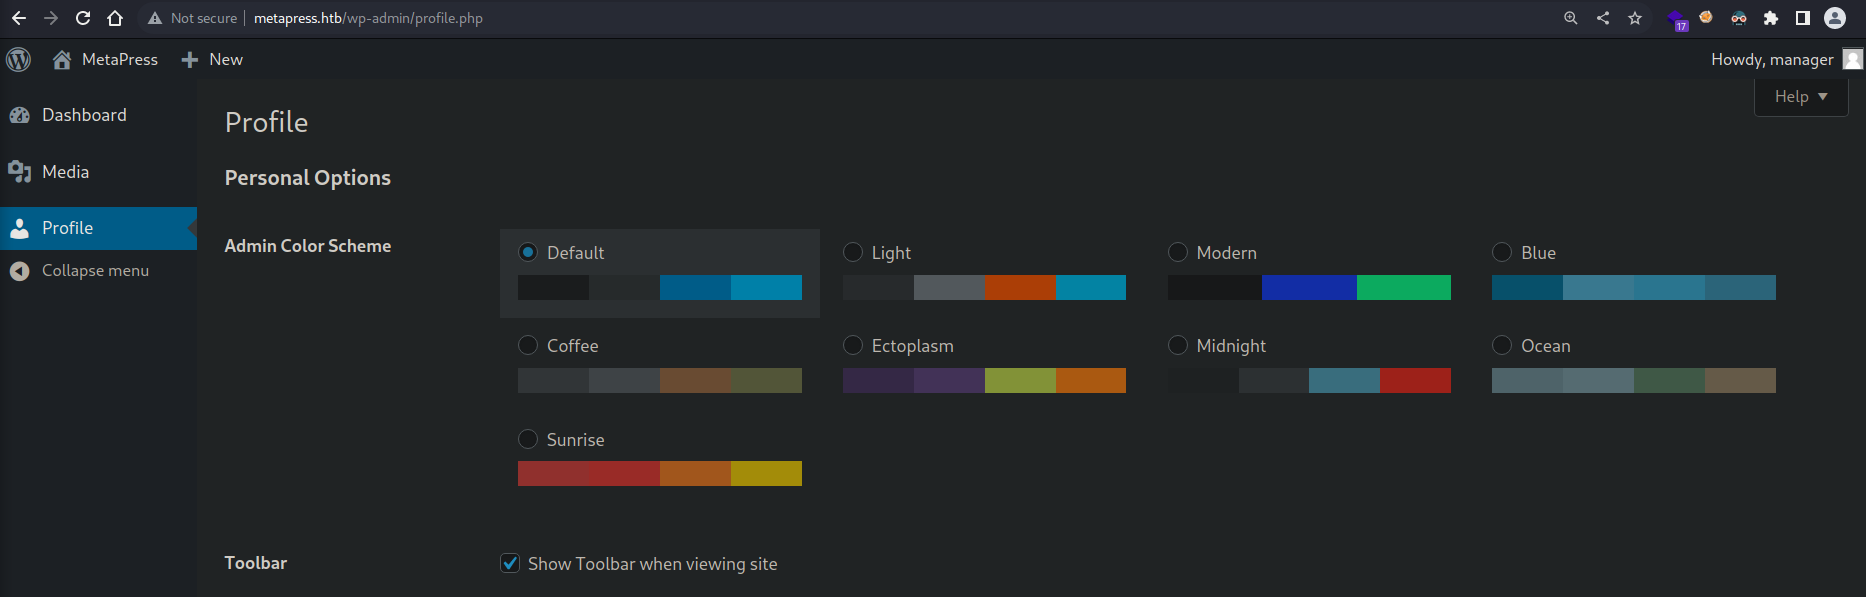 Not secure metapress.htb/wp-admin/profile.php
17
MetaPress New Howdy, manager
Help
Dashboard
Media
Profile
Collapse menu
Profile
Personal Options
Admin Color Scheme
Default Light Modern Blue
Coffee Ectoplasm Midnight Ocean
Sunrise
Toolbar Show Toolbar when viewing site